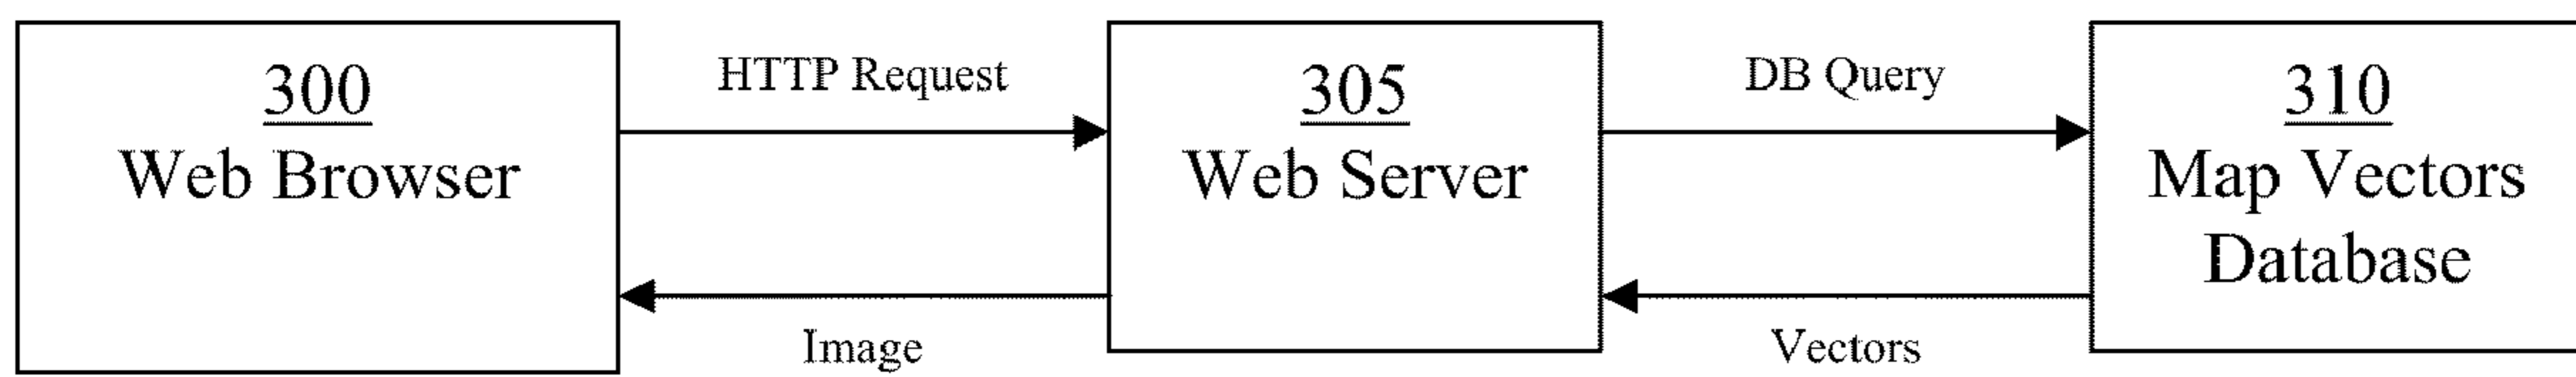 300
Web Browser
HTTP Request
Image
305
Web Server
DB Query
Vectors
310
Map Vectors
Database